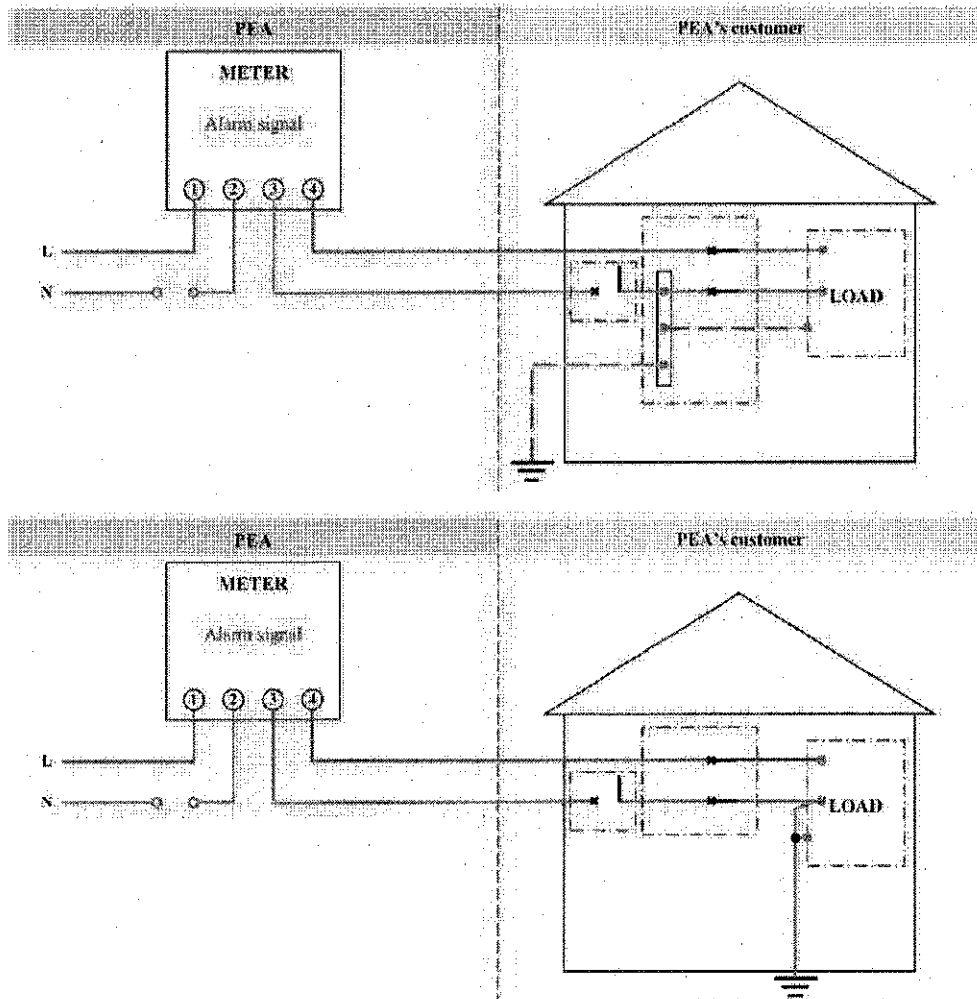 PEA PEA's customer
METER
Alarm signal
1 2 3 4
L
N
LOAD
PEA PEA's customer
METER
Alarm signal
1 2 3 4
L
N
LOAD